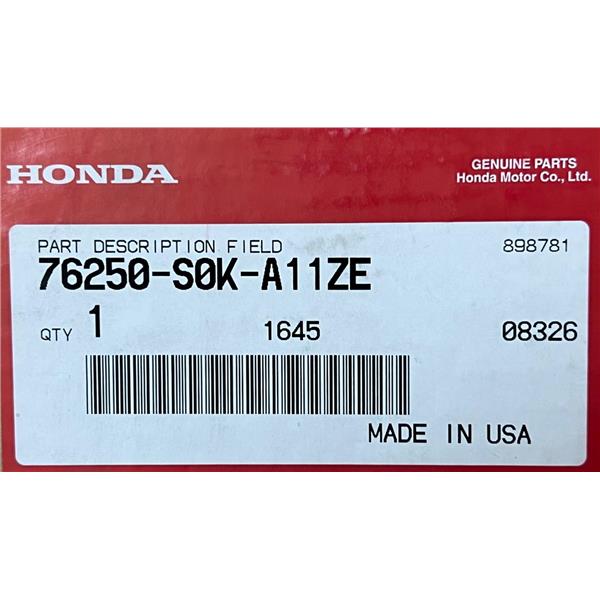 HONDA
GENUINE PARTS
Honda Motor Co., Ltd.
PART DESCRIPTION FIELD 898781
76250-S0K-A11ZE
QTY 1 1645 08326
MADE IN USA